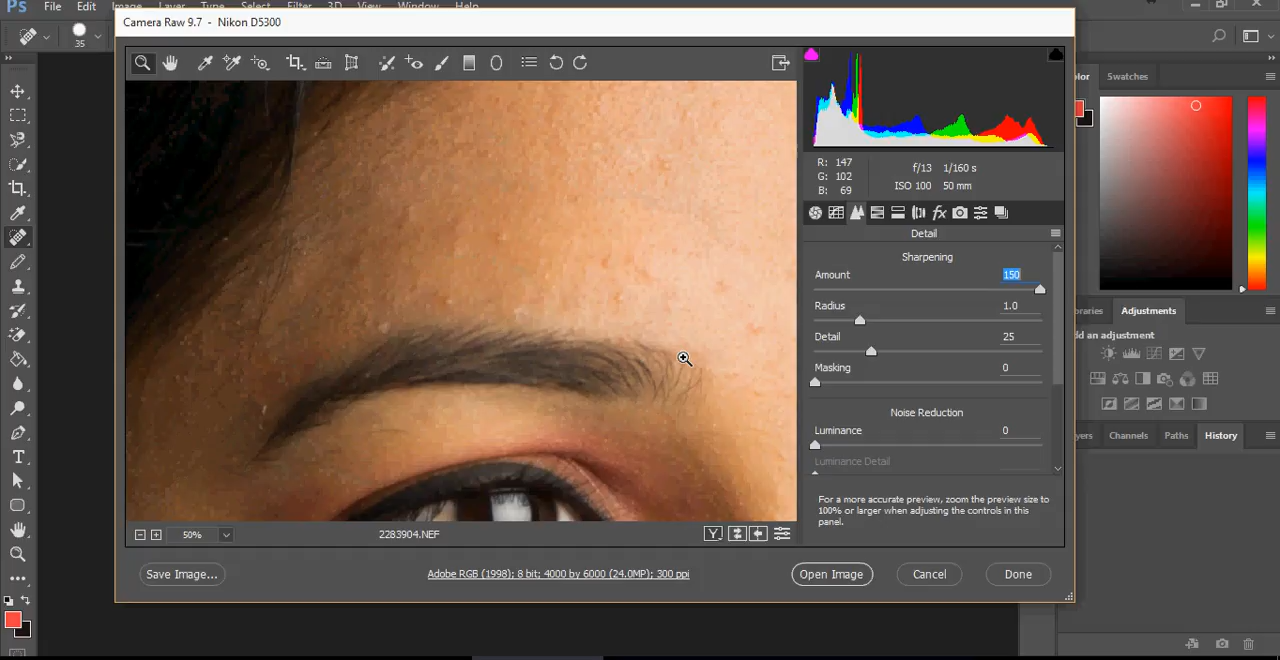 Ps File Edit Image Layer Type Select Filter 3D View Window Help
Camera Raw 9.7 - Nikon D5300
35
R: 147
G: 102
B: 69
f/13 1/160 s
ISO 100 50 mm
Detail
Sharpening
Amount 150
Radius 1.0
Detail 25
Masking 0
Noise Reduction
Luminance 0
Luminance Detail
For a more accurate preview, zoom the preview size to
100% or larger when adjusting the controls in this
panel.
50%
2283904.NEF
Y
Save Image...
Adobe RGB (1998); 8 bit; 4000 by 6000 (24.0MP); 300 ppi
Open Image
Cancel
Done
olor Swatches
braries Adjustments
dd an adjustment
yers Channels Paths History